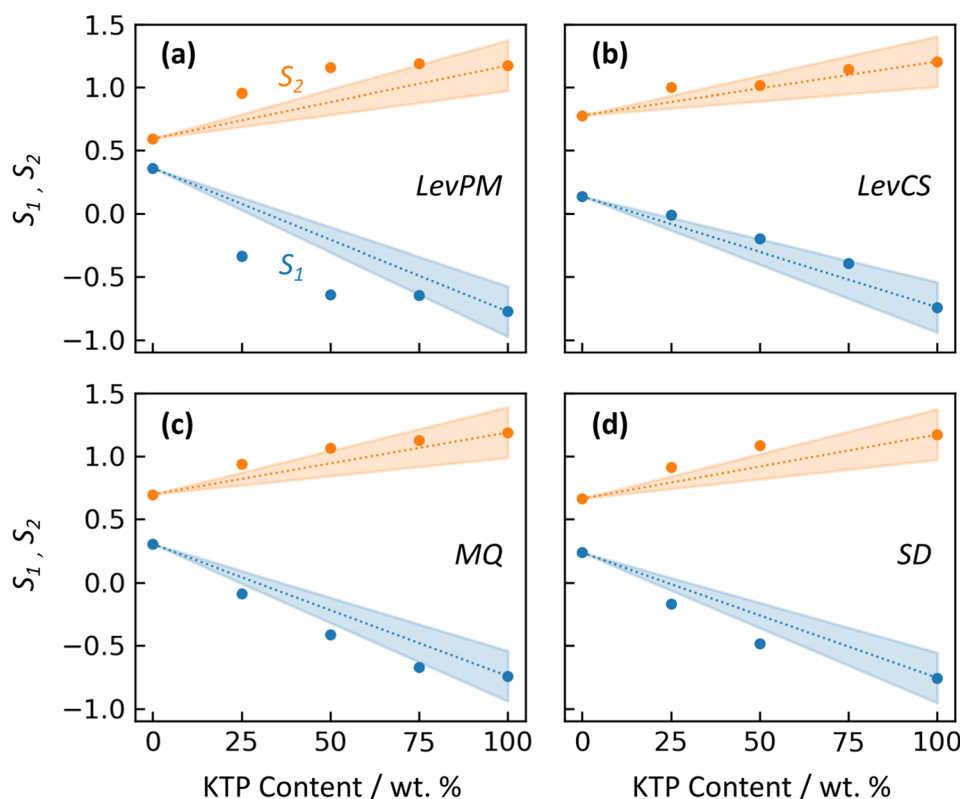 1.5
1.0
0.5
0.0
−0.5
−1.0
S1 , S2
(a)
S2
LevPM
S1
(b)
LevCS
1.5
1.0
0.5
0.0
−0.5
−1.0
S1 , S2
(c)
MQ
0 25 50 75 100
KTP Content / wt. %
(d)
SD
0 25 50 75 100
KTP Content / wt. %